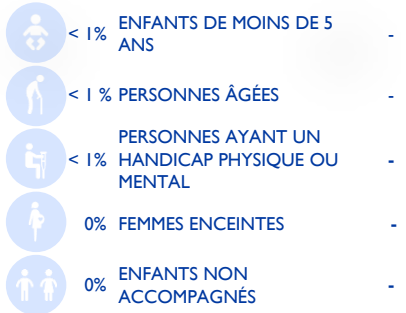 < 1% ENFANTS DE MOINS DE 5 ANS -
< 1 % PERSONNES ÂGÉES -
< 1% PERSONNES AYANT UN HANDICAP PHYSIQUE OU MENTAL -
0% FEMMES ENCEINTES -
0% ENFANTS NON ACCOMPAGNÉS -